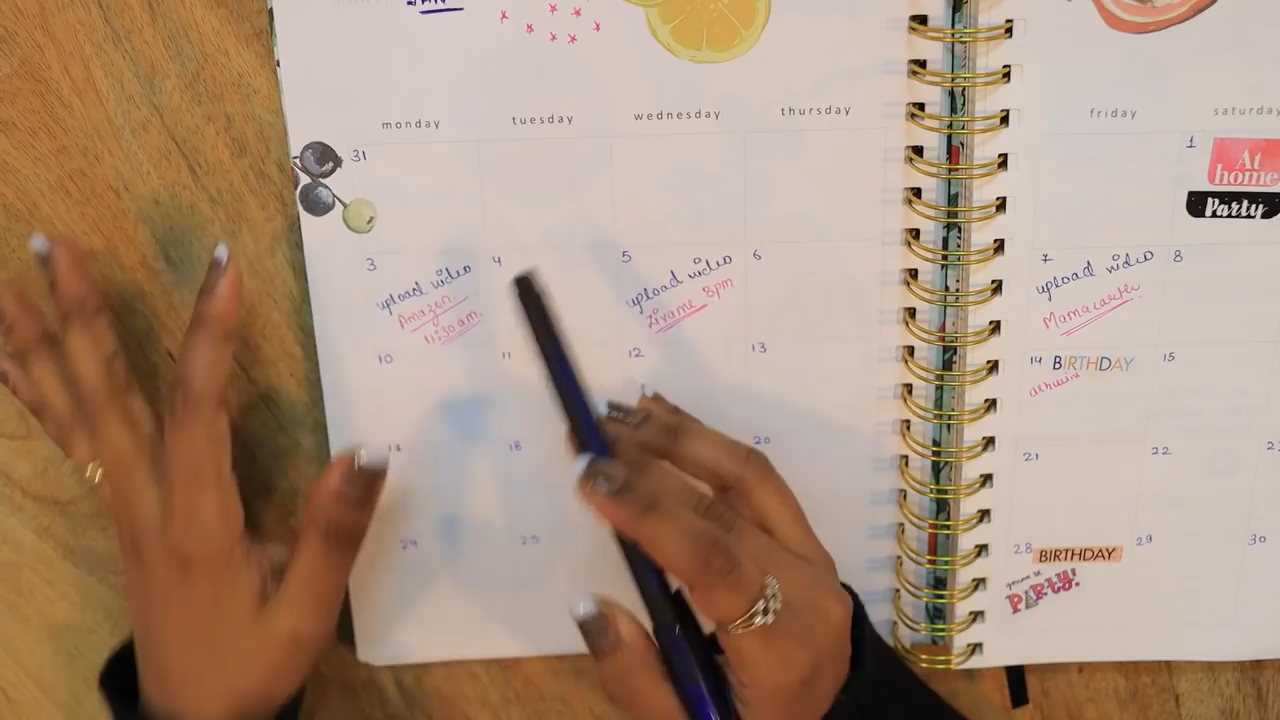 JAN
monday tuesday wednesday thursday friday saturday
31
1
At
home
Party
3
upload video
Amazon.
11:30am.
4
5
upload video
Zivame 8pm
6
7
upload video
8
10
11
12
13
14
BIRTHDAY
15
18
20
21
22
24
25
28
BIRTHDAY
PARTY!
29
30